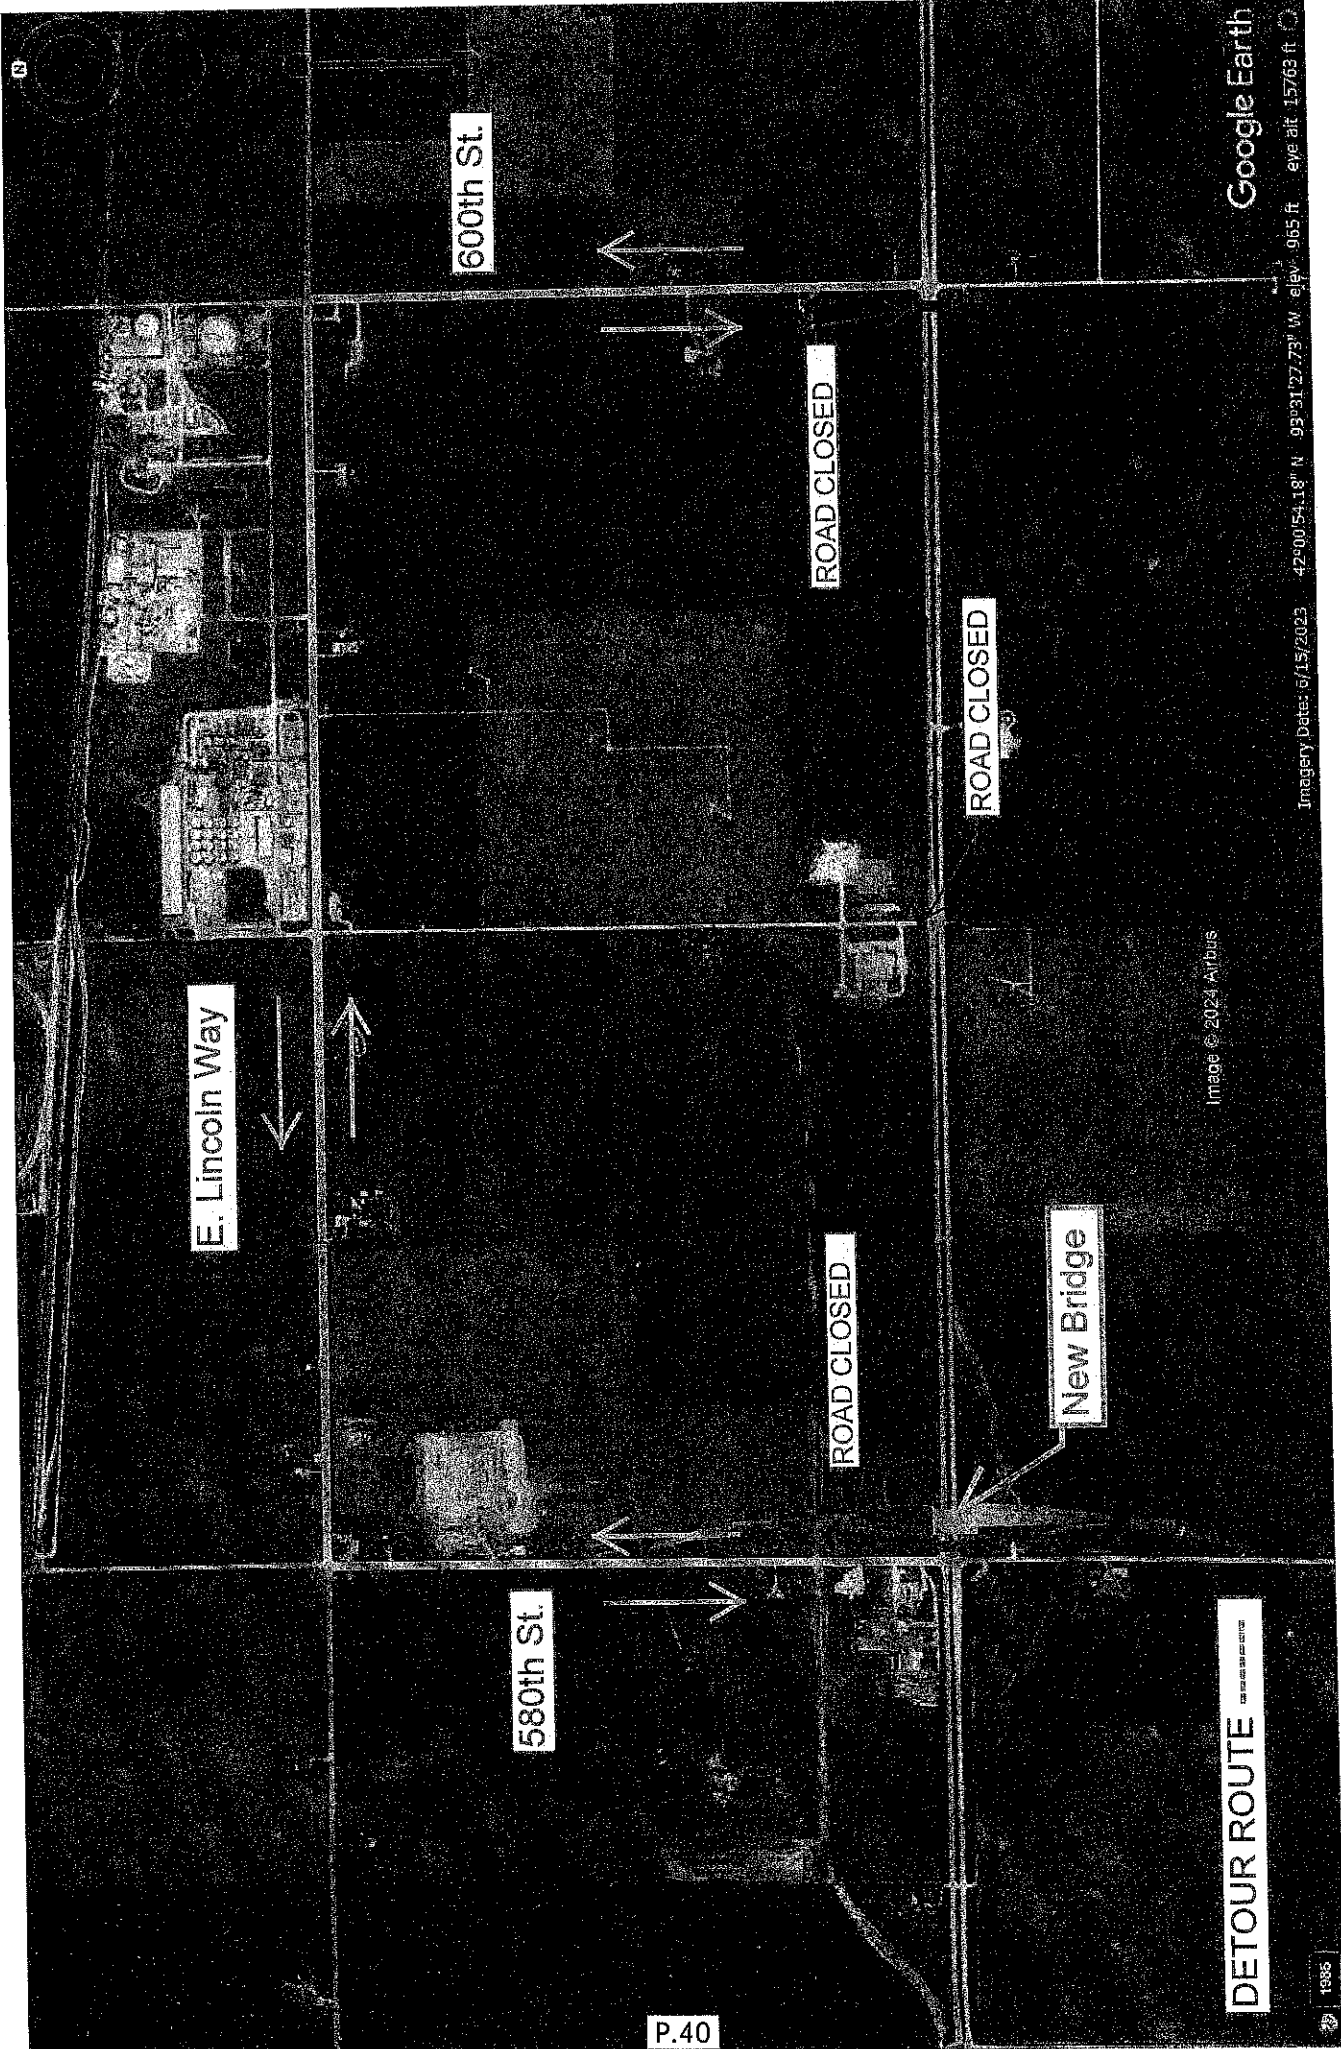 600th St.
E. Lincoln Way
ROAD CLOSED
ROAD CLOSED
ROAD CLOSED
580th St.
New Bridge
DETOUR ROUTE --------
Image © 2024 Airbus
Google Earth
Imagery Date: 6/15/2023 42°00'54.18" N 93°31'27.73" W elev 965 ft eye alt 15763 ft
1985
N
P.40